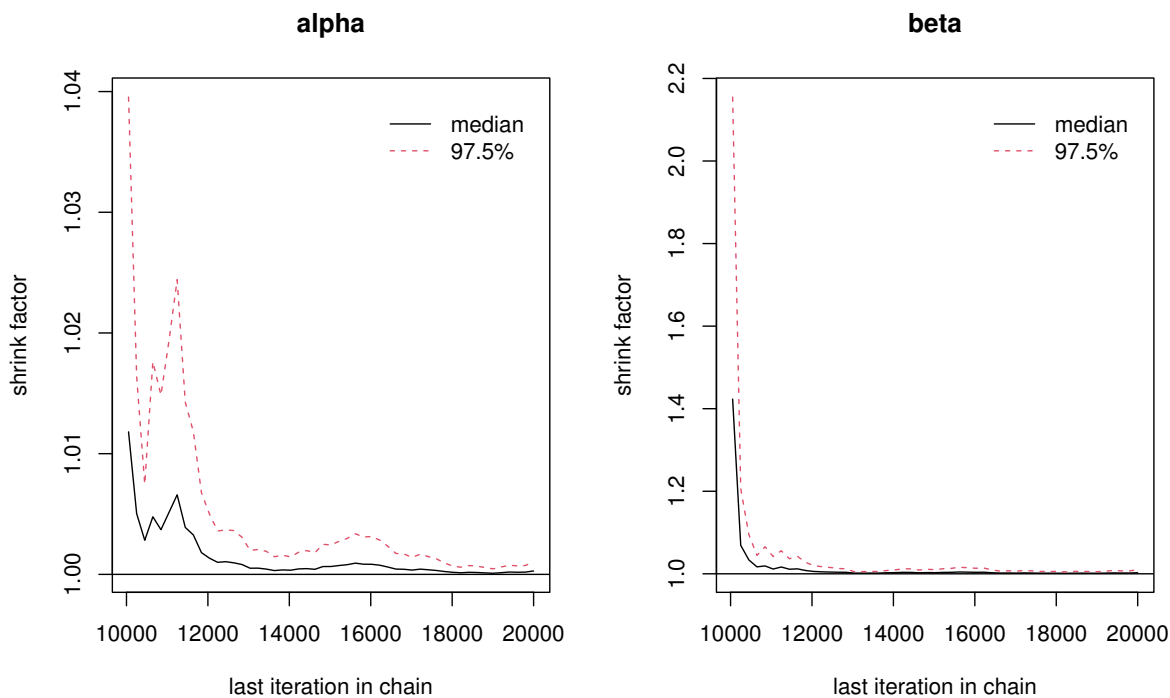 alpha
shrink factor
1.00 1.01 1.02 1.03 1.04
median
97.5%
10000 12000 14000 16000 18000 20000
last iteration in chain
beta
shrink factor
1.0 1.2 1.4 1.6 1.8 2.0 2.2
median
97.5%
10000 12000 14000 16000 18000 20000
last iteration in chain